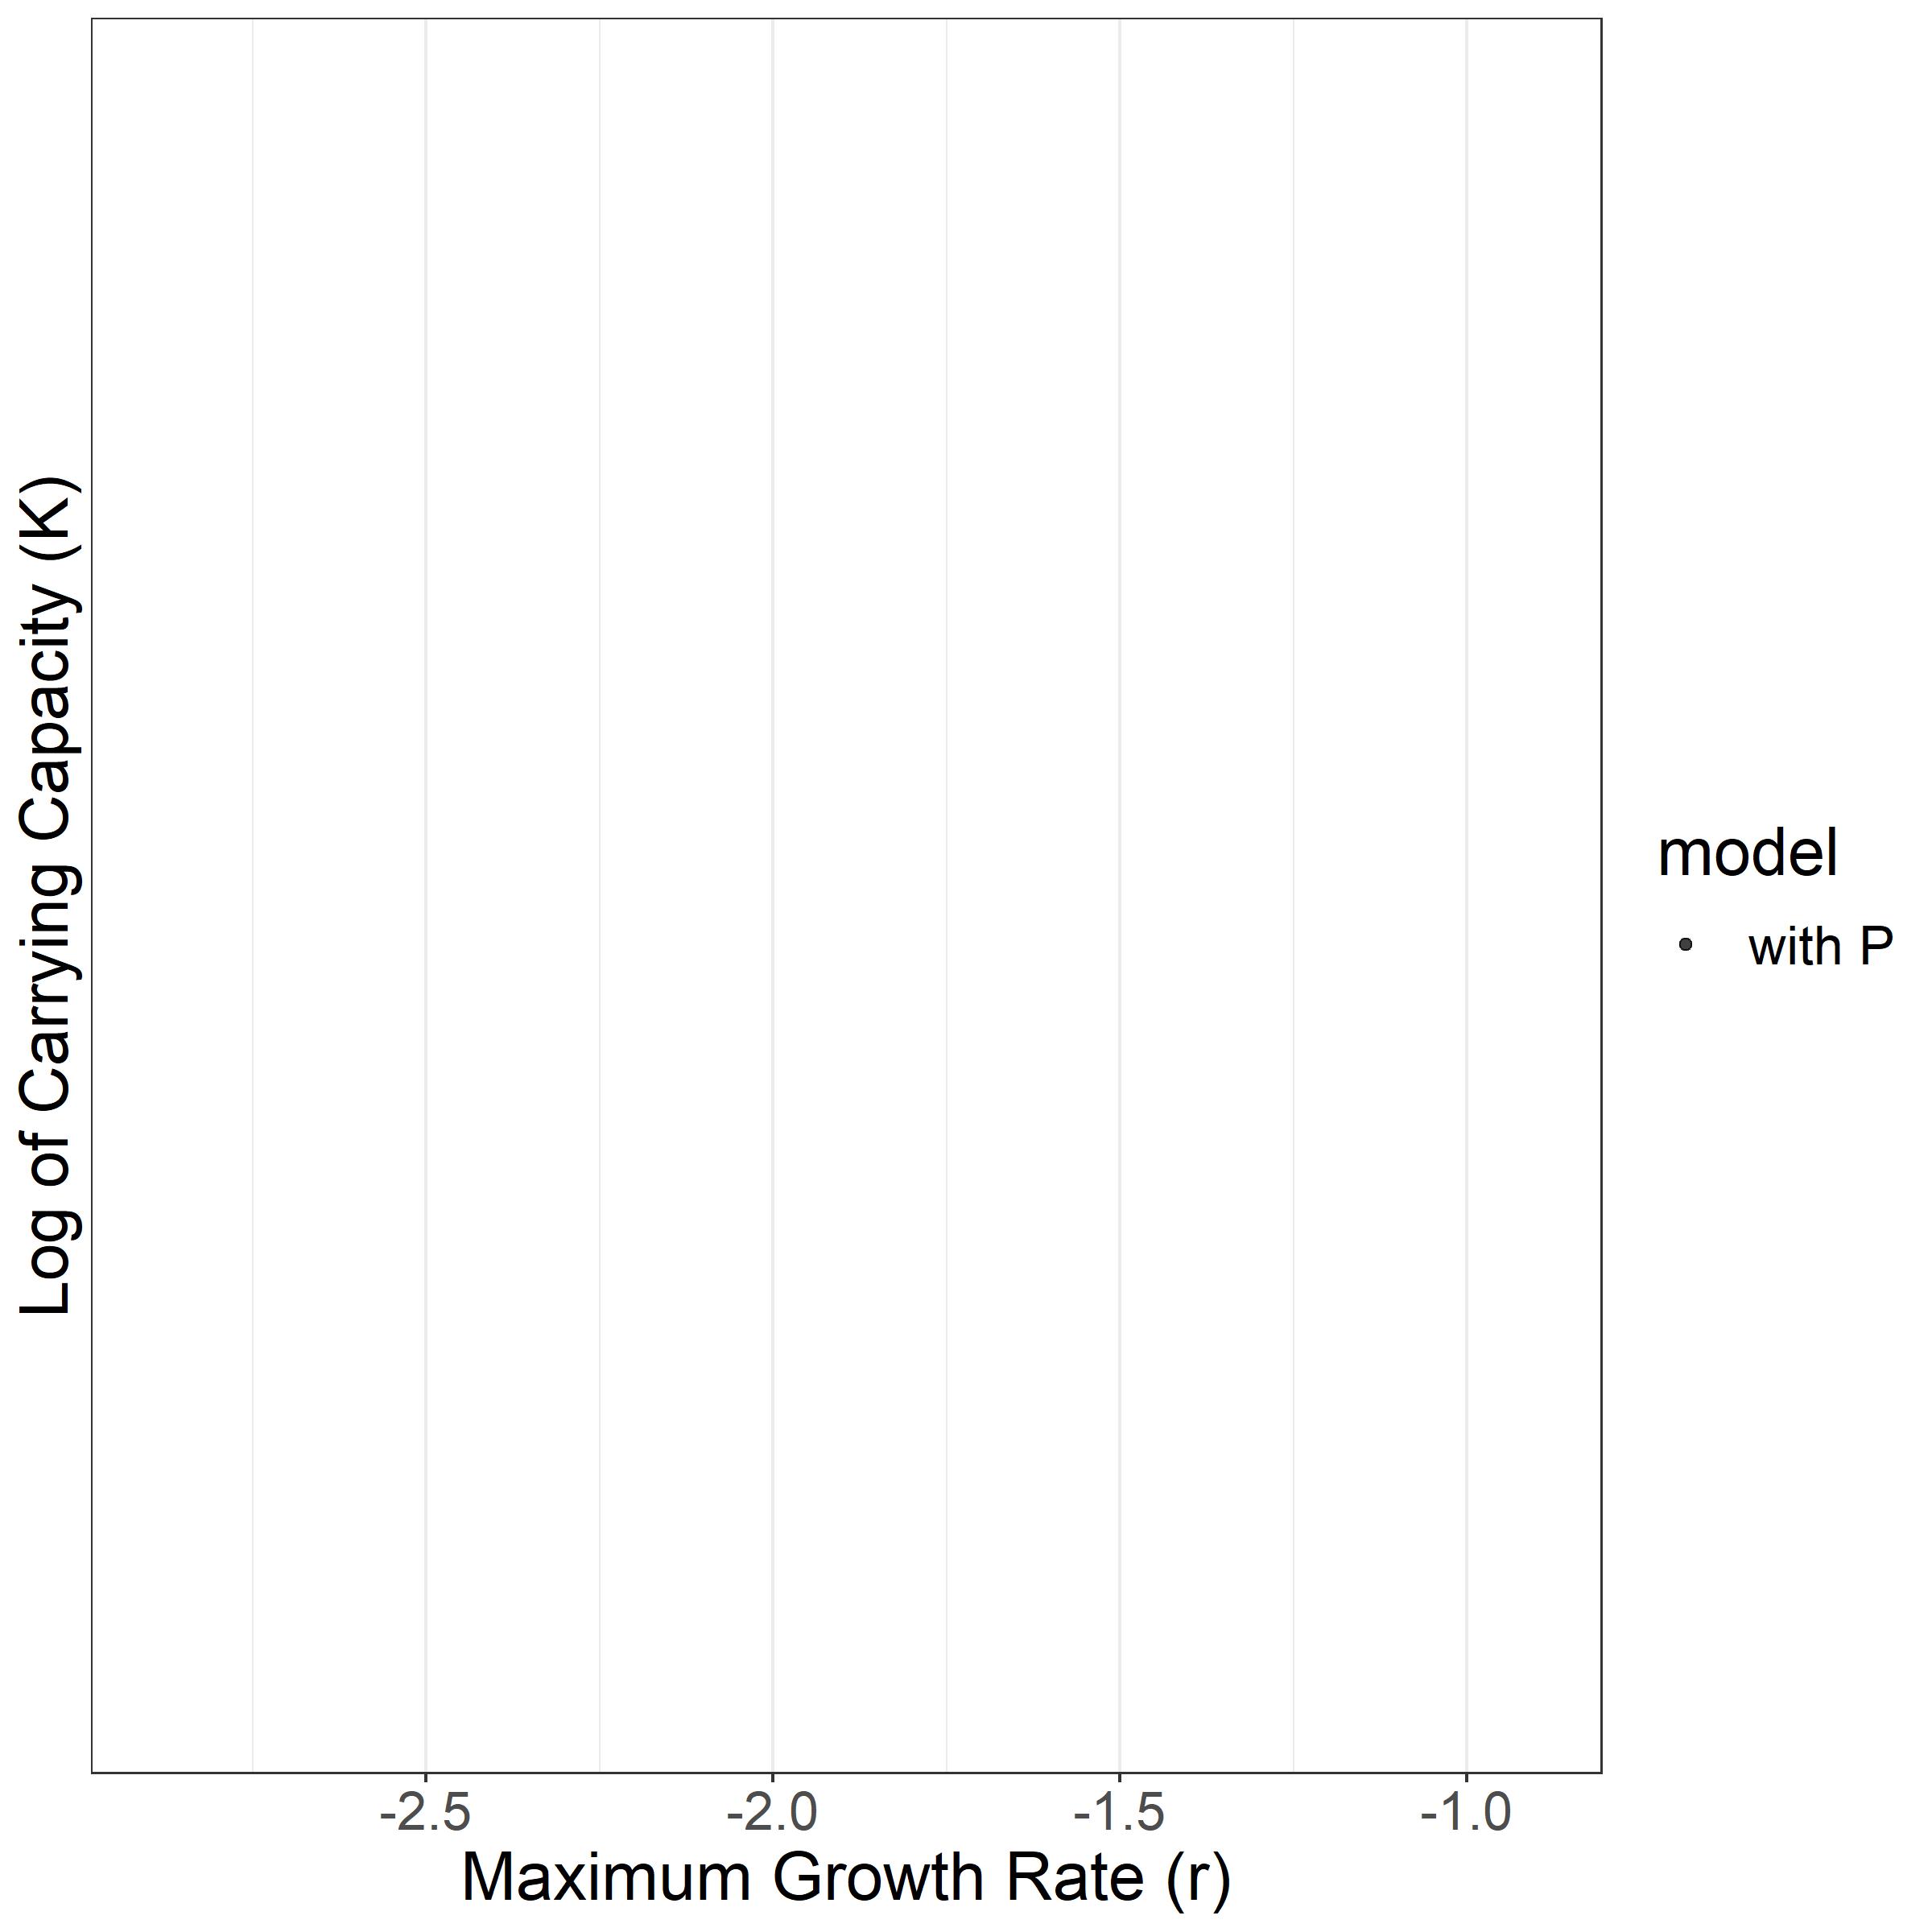 Log of Carrying Capacity (K)
model
with P
-2.5 -2.0 -1.5 -1.0
Maximum Growth Rate (r)